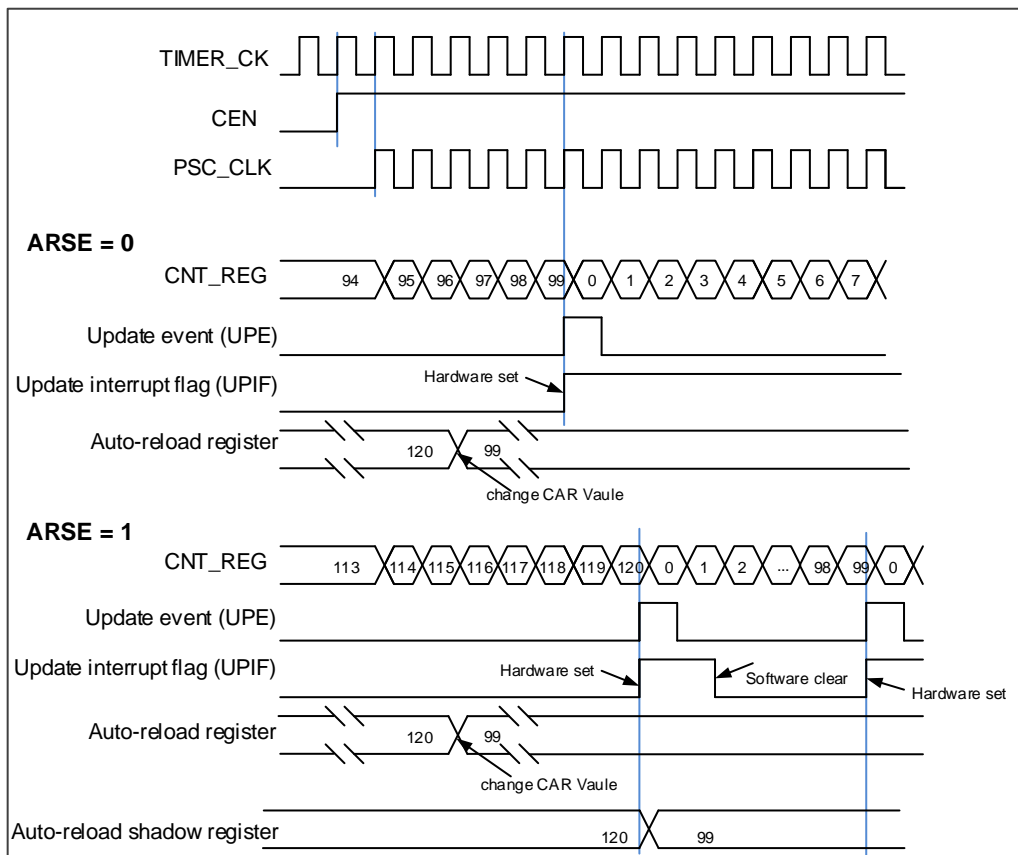 TIMER_CK
CEN
PSC_CLK
ARSE = 0
CNT_REG
94 95 96 97 98 99 0 1 2 3 4 5 6 7
Update event (UPE)
Update interrupt flag (UPIF)
Hardware set
Auto-reload register
120 99
change CAR Vaule
ARSE = 1
CNT_REG
113 114 115 116 117 118 119 120 0 1 2 ... 98 99 0
Update event (UPE)
Update interrupt flag (UPIF)
Hardware set
Software clear
Hardware set
Auto-reload register
120 99
change CAR Vaule
Auto-reload shadow register
120 99